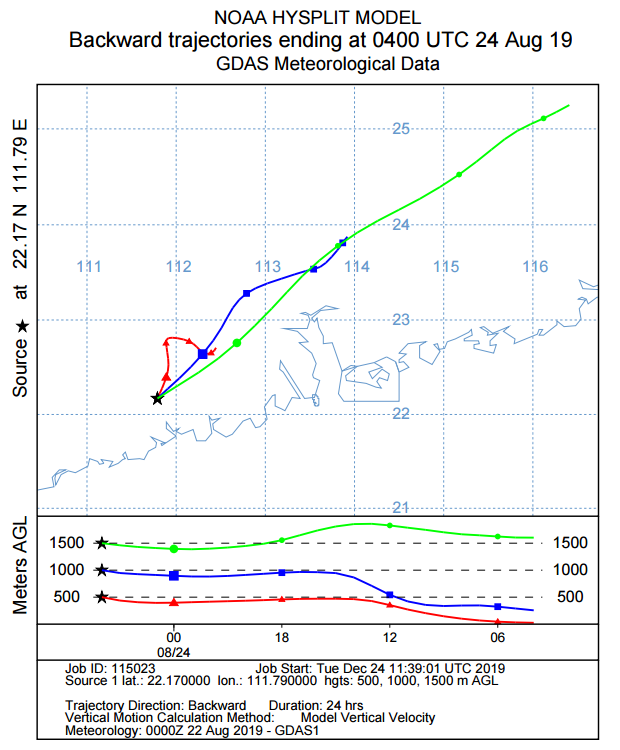 NOAA HYSPLIT MODEL
Backward trajectories ending at 0400 UTC 24 Aug 19
GDAS Meteorological Data
Source ★ at 22.17 N 111.79 E
25
24
111 112 113 114 115 116
23
22
21
Meters AGL
1500 1500
1000 1000
500 500
00 18 12 06
08/24
Job ID: 115023 Job Start: Tue Dec 24 11:39:01 UTC 2019
Source 1 lat.: 22.170000 lon.: 111.790000 hgts: 500, 1000, 1500 m AGL
Trajectory Direction: Backward Duration: 24 hrs
Vertical Motion Calculation Method: Model Vertical Velocity
Meteorology: 0000Z 22 Aug 2019 - GDAS1